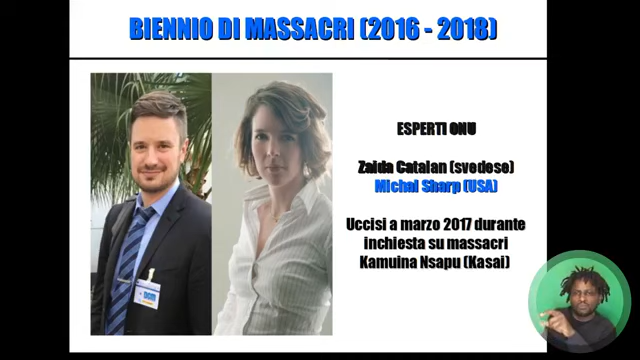 BIENNIO DI MASSACRI (2016 - 2018)
ESPERTI ONU
Zaida Catalan (svedese)
Michal Sharp (USA)
Uccisi a marzo 2017 durante
inchiesta su massacri
Kamuina Nsapu (Kasai)